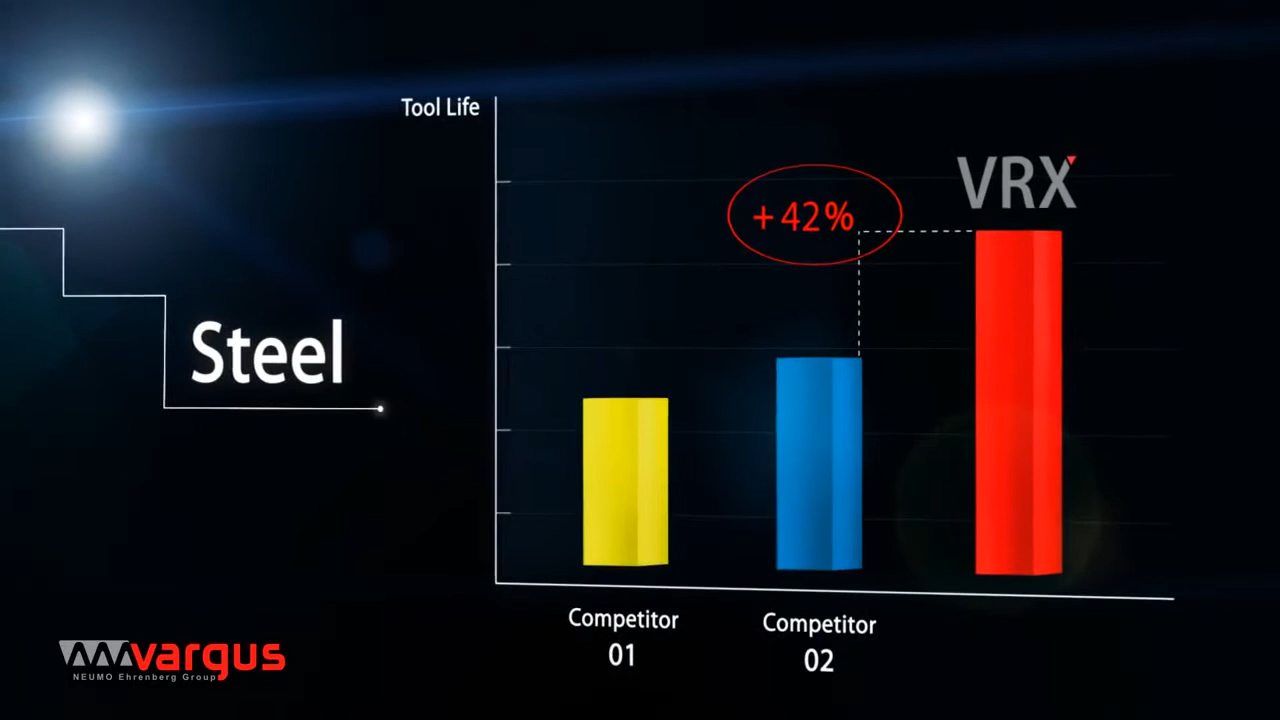 Tool Life
VRX
+42%
Steel
Competitor
01
Competitor
02
vargus
NEUMO Ehrenberg Group